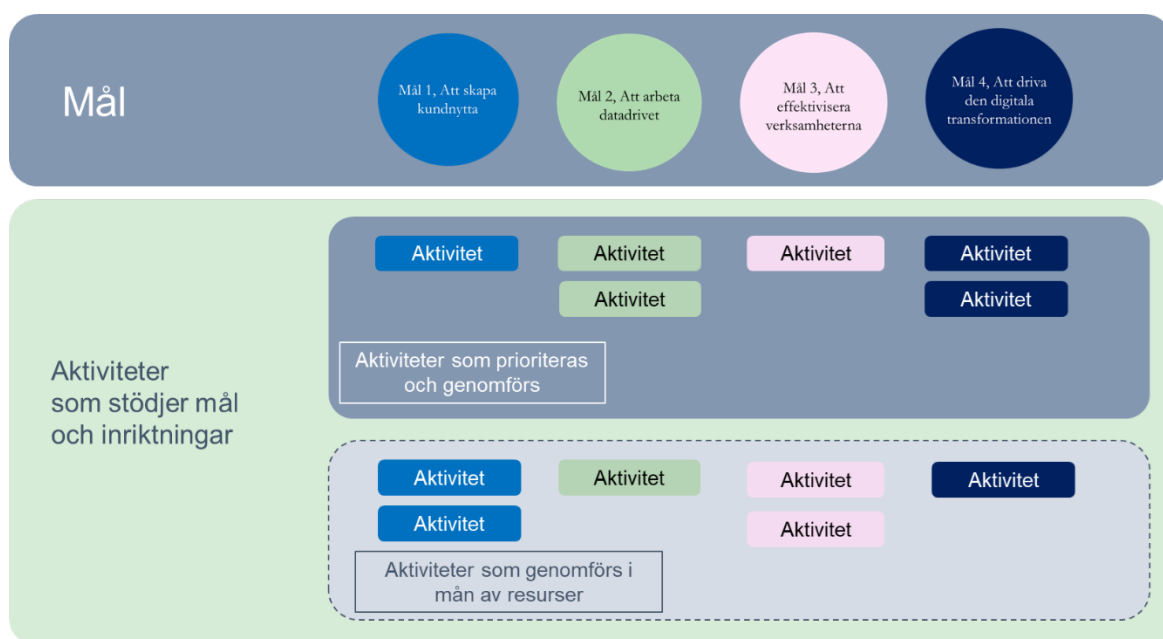 Mål
Mål 1, Att skapa
kundnytta
Mål 2, Att arbeta
datadrivet
Mål 3, Att
effektivisera
verksamheterna
Mål 4, Att driva
den digitala
transformationen
Aktiviteter
som stödjer mål
och inriktningar
Aktivitet
Aktivitet
Aktivitet
Aktivitet
Aktivitet
Aktivitet
Aktiviteter som prioriteras
och genomförs
Aktivitet
Aktivitet
Aktivitet
Aktivitet
Aktivitet
Aktivitet
Aktiviteter som genomförs i
mån av resurser